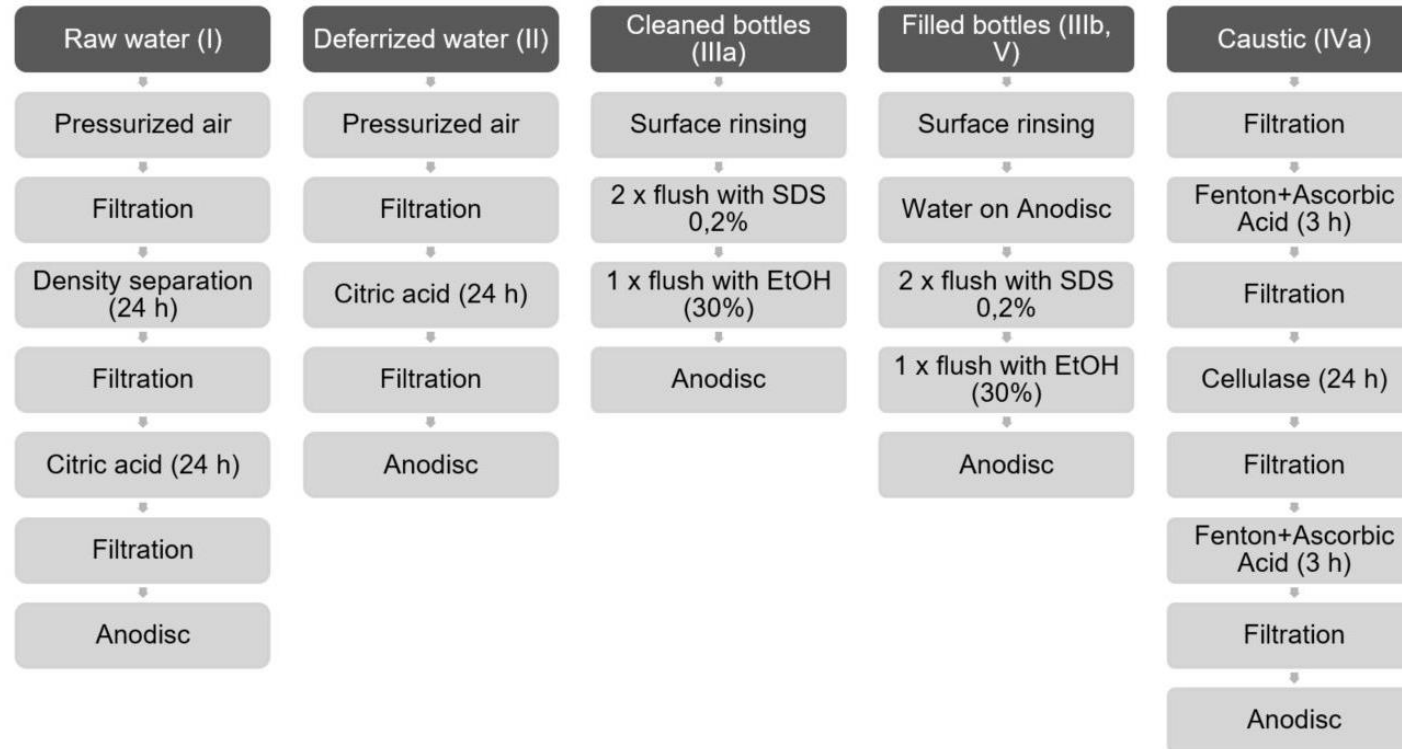 Raw water (I)
Pressurized air
Filtration
Density separation
(24 h)
Filtration
Citric acid (24 h)
Filtration
Anodisc
Deferrized water (II)
Pressurized air
Filtration
Citric acid (24 h)
Filtration
Anodisc
Cleaned bottles
(IIIa)
Surface rinsing
2 x flush with SDS
0,2%
1 x flush with EtOH
(30%)
Anodisc
Filled bottles (IIIb,
V)
Surface rinsing
Water on Anodisc
2 x flush with SDS
0,2%
1 x flush with EtOH
(30%)
Anodisc
Caustic (IVa)
Filtration
Fenton+Ascorbic
Acid (3 h)
Filtration
Cellulase (24 h)
Filtration
Fenton+Ascorbic
Acid (3 h)
Filtration
Anodisc